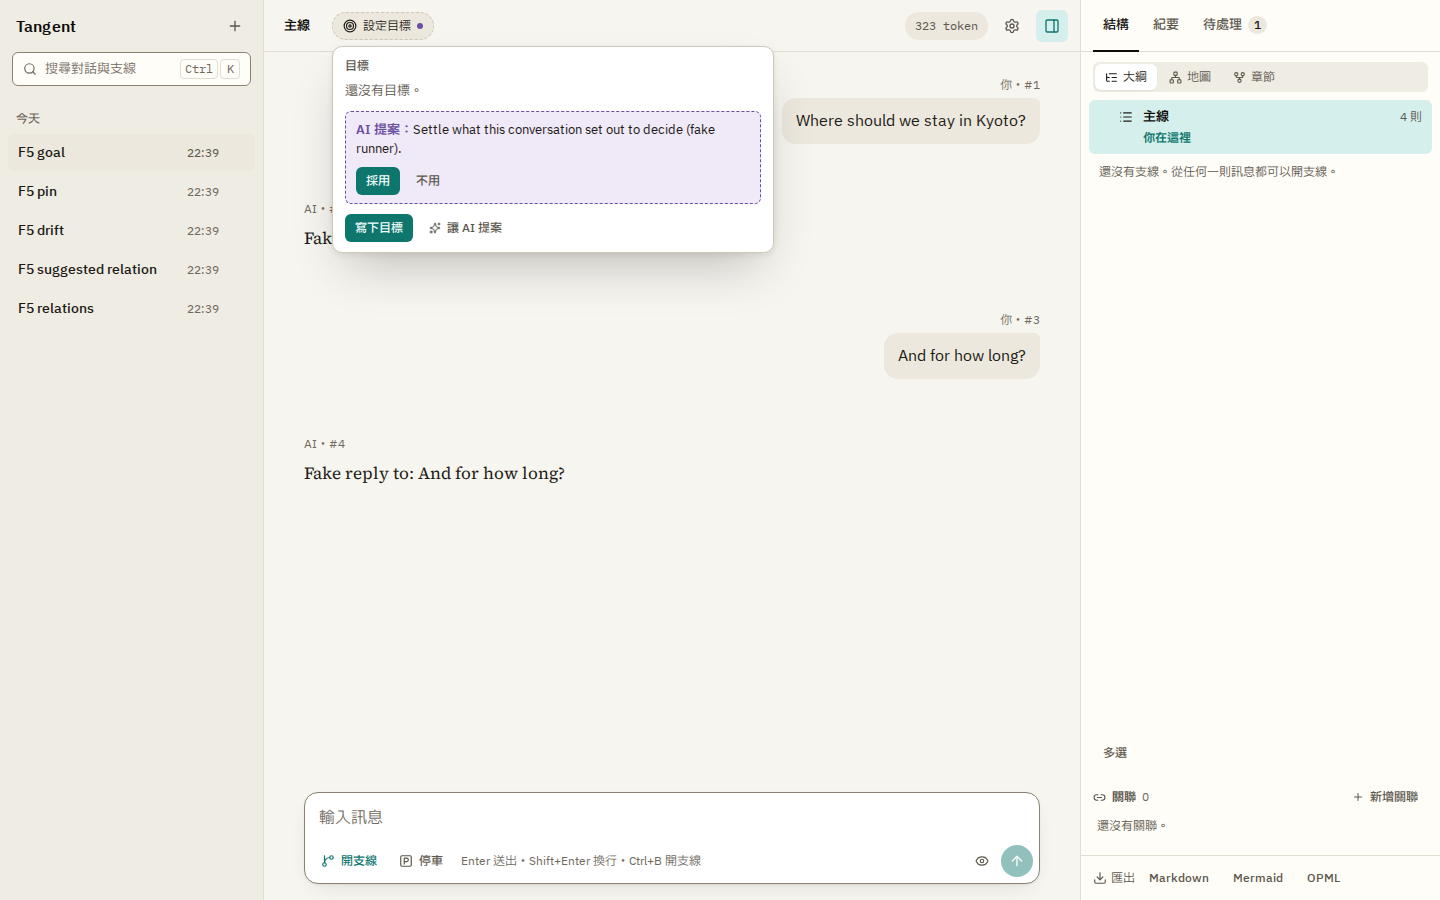 Tangent
搜尋對話與支線
Ctrl K
今天
F5 goal 22:39
F5 pin 22:39
F5 drift 22:39
F5 suggested relation 22:39
F5 relations 22:39
主線
設定目標
323 token
目標
還沒有目標。
AI 提案：Settle what this conversation set out to decide (fake
runner).
採用 不用
寫下目標 讓 AI 提案
你 • #1
Where should we stay in Kyoto?
AI • #
Fak
你 • #3
And for how long?
AI • #4
Fake reply to: And for how long?
輸入訊息
開支線 停車 Enter 送出 • Shift+Enter 換行 • Ctrl+B 開支線
結構 紀要 待處理 1
大綱 地圖 章節
主線 4 則
你在這裡
還沒有支線。從任何一則訊息都可以開支線。
多選
關聯 0 新增關聯
還沒有關聯。
匯出 Markdown Mermaid OPML